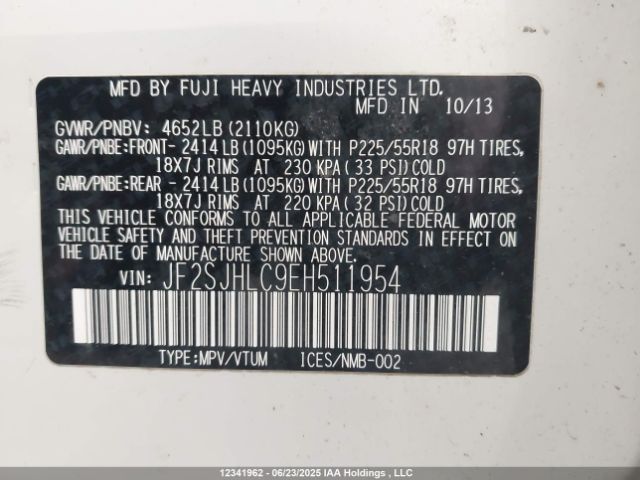 MFD BY FUJI HEAVY INDUSTRIES LTD.
MFD IN 10/13
GVWR/PNBV: 4652LB (2110KG)
GAWR/PNBE:FRONT- 2414 LB (1095KG) WITH P225/55R18 97H TIRES,
18X7J RIMS AT 230 KPA ( 33 PSI) COLD
GAWR/PNBE:REAR - 2414 LB (1095KG) WITH P225/55R18 97H TIRES,
18X7J RIMS AT 220 KPA ( 32 PSI) COLD
THIS VEHICLE CONFORMS TO ALL APPLICABLE FEDERAL MOTOR
VEHICLE SAFETY AND THEFT PREVENTION STANDARDS IN EFFECT ON
THE DATE OF MANUFACTURE SHOWN ABOVE.
VIN: JF2SJHLC9EH511954
TYPE:MPV/VTUM ICES/NMB-002
12341962 - 06/23/2025 IAA Holdings , LLC